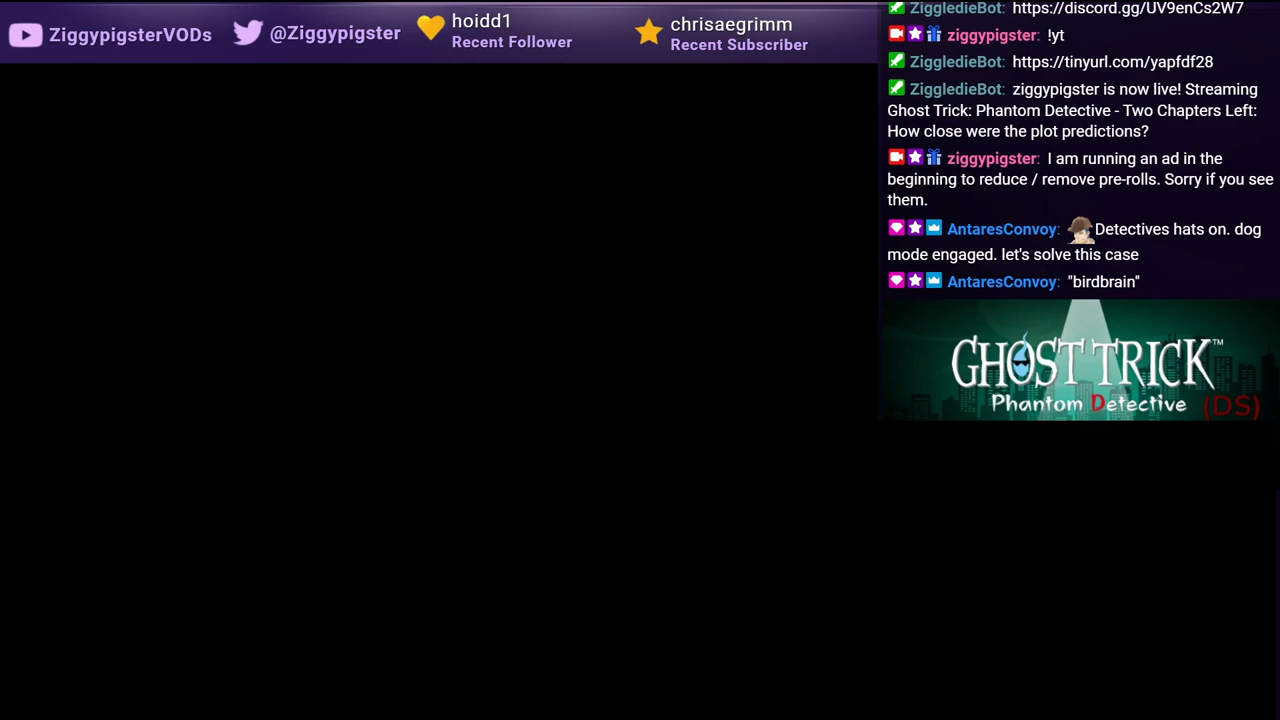 ZiggypigsterVODs
@Ziggypigster
hoidd1
Recent Follower
chrisaegrimm
Recent Subscriber
ZiggledieBot: https://discord.gg/UV9enCs2W7
ziggypigster: !yt
ZiggledieBot: https://tinyurl.com/yapfdf28
ZiggledieBot: ziggypigster is now live! Streaming
Ghost Trick: Phantom Detective - Two Chapters Left:
How close were the plot predictions?
ziggypigster: I am running an ad in the
beginning to reduce / remove pre-rolls. Sorry if you see
them.
AntaresConvoy: Detectives hats on. dog
mode engaged. let's solve this case
AntaresConvoy: "birdbrain"
GHOST TRICK™
Phantom Detective (DS)